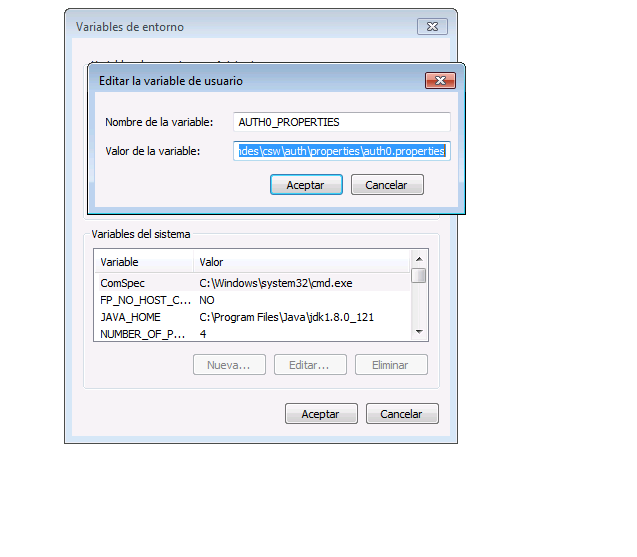 Variables de entorno
Editar la variable de usuario
Nombre de la variable: AUTH0_PROPERTIES
Valor de la variable: ndes\csw\auth\properties\auth0.properties
Aceptar Cancelar
Variables del sistema
Variable Valor
ComSpec C:\Windows\system32\cmd.exe
FP_NO_HOST_C... NO
JAVA_HOME C:\Program Files\Java\jdk1.8.0_121
NUMBER_OF_P... 4
Nueva... Editar... Eliminar
Aceptar Cancelar